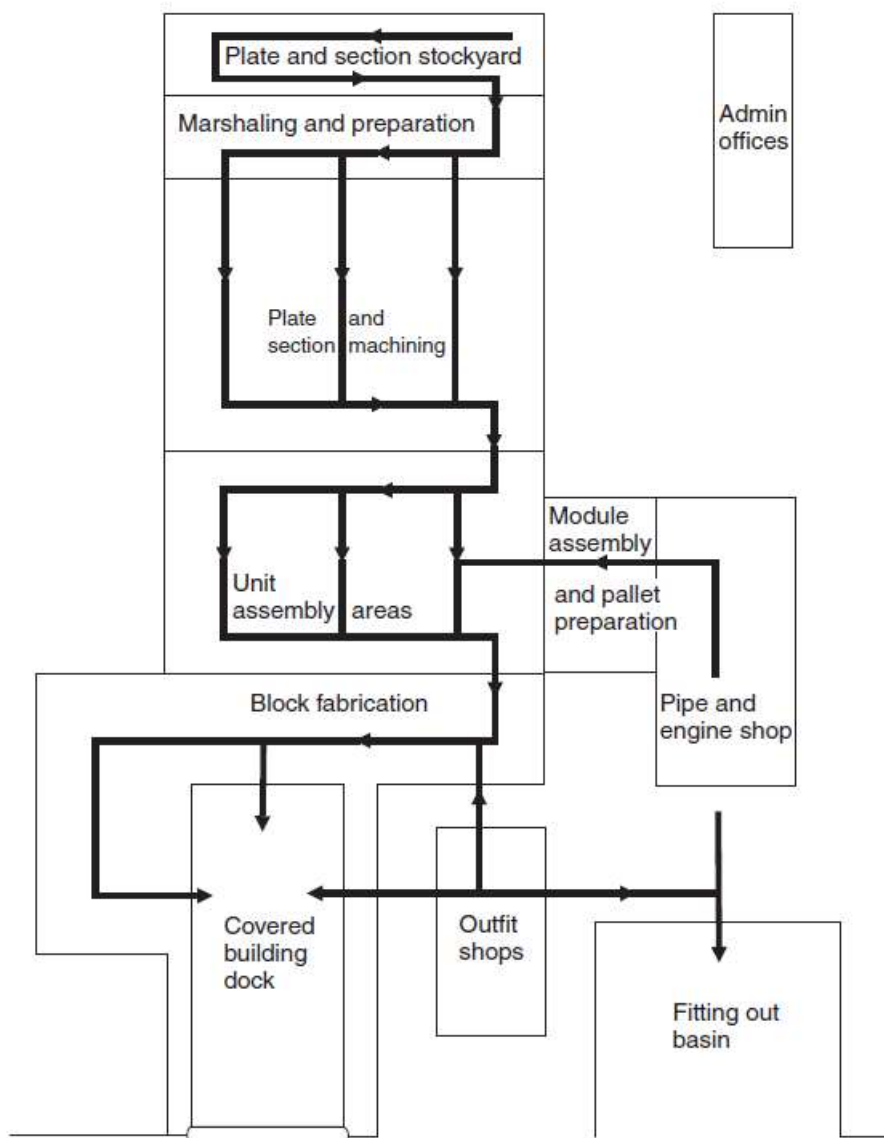 Plate and section stockyard
Admin
offices
Marshaling and preparation
Plate and
section machining
Module
assembly
and pallet
preparation
Unit
assembly areas
Block fabrication
Pipe and
engine shop
Covered
building
dock
Outfit
shops
Fitting out
basin